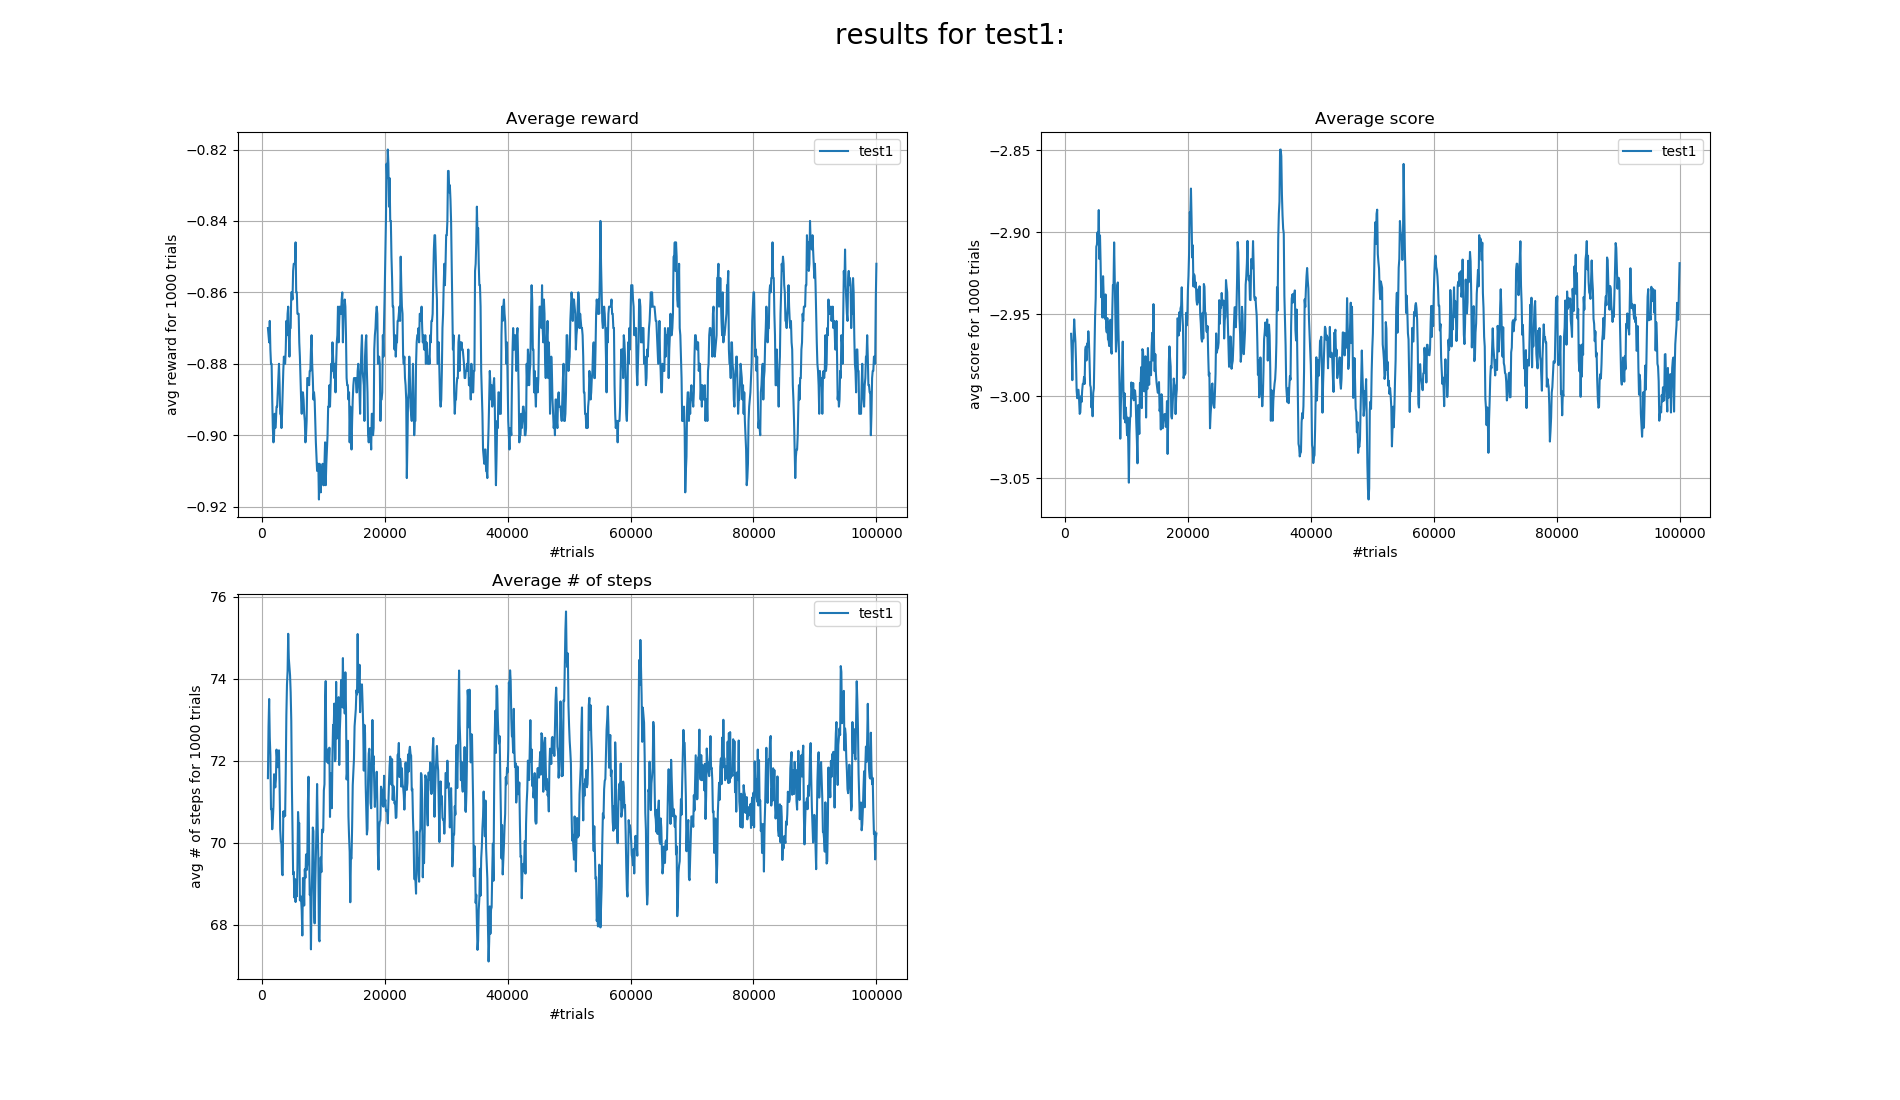 results for test1:
Average reward
test1
avg reward for 1000 trials
−0.82
−0.84
−0.86
−0.88
−0.90
−0.92
0 20000 40000 60000 80000 100000
#trials
Average score
test1
avg score for 1000 trials
−2.85
−2.90
−2.95
−3.00
−3.05
0 20000 40000 60000 80000 100000
#trials
Average # of steps
test1
avg # of steps for 1000 trials
76
74
72
70
68
0 20000 40000 60000 80000 100000
#trials